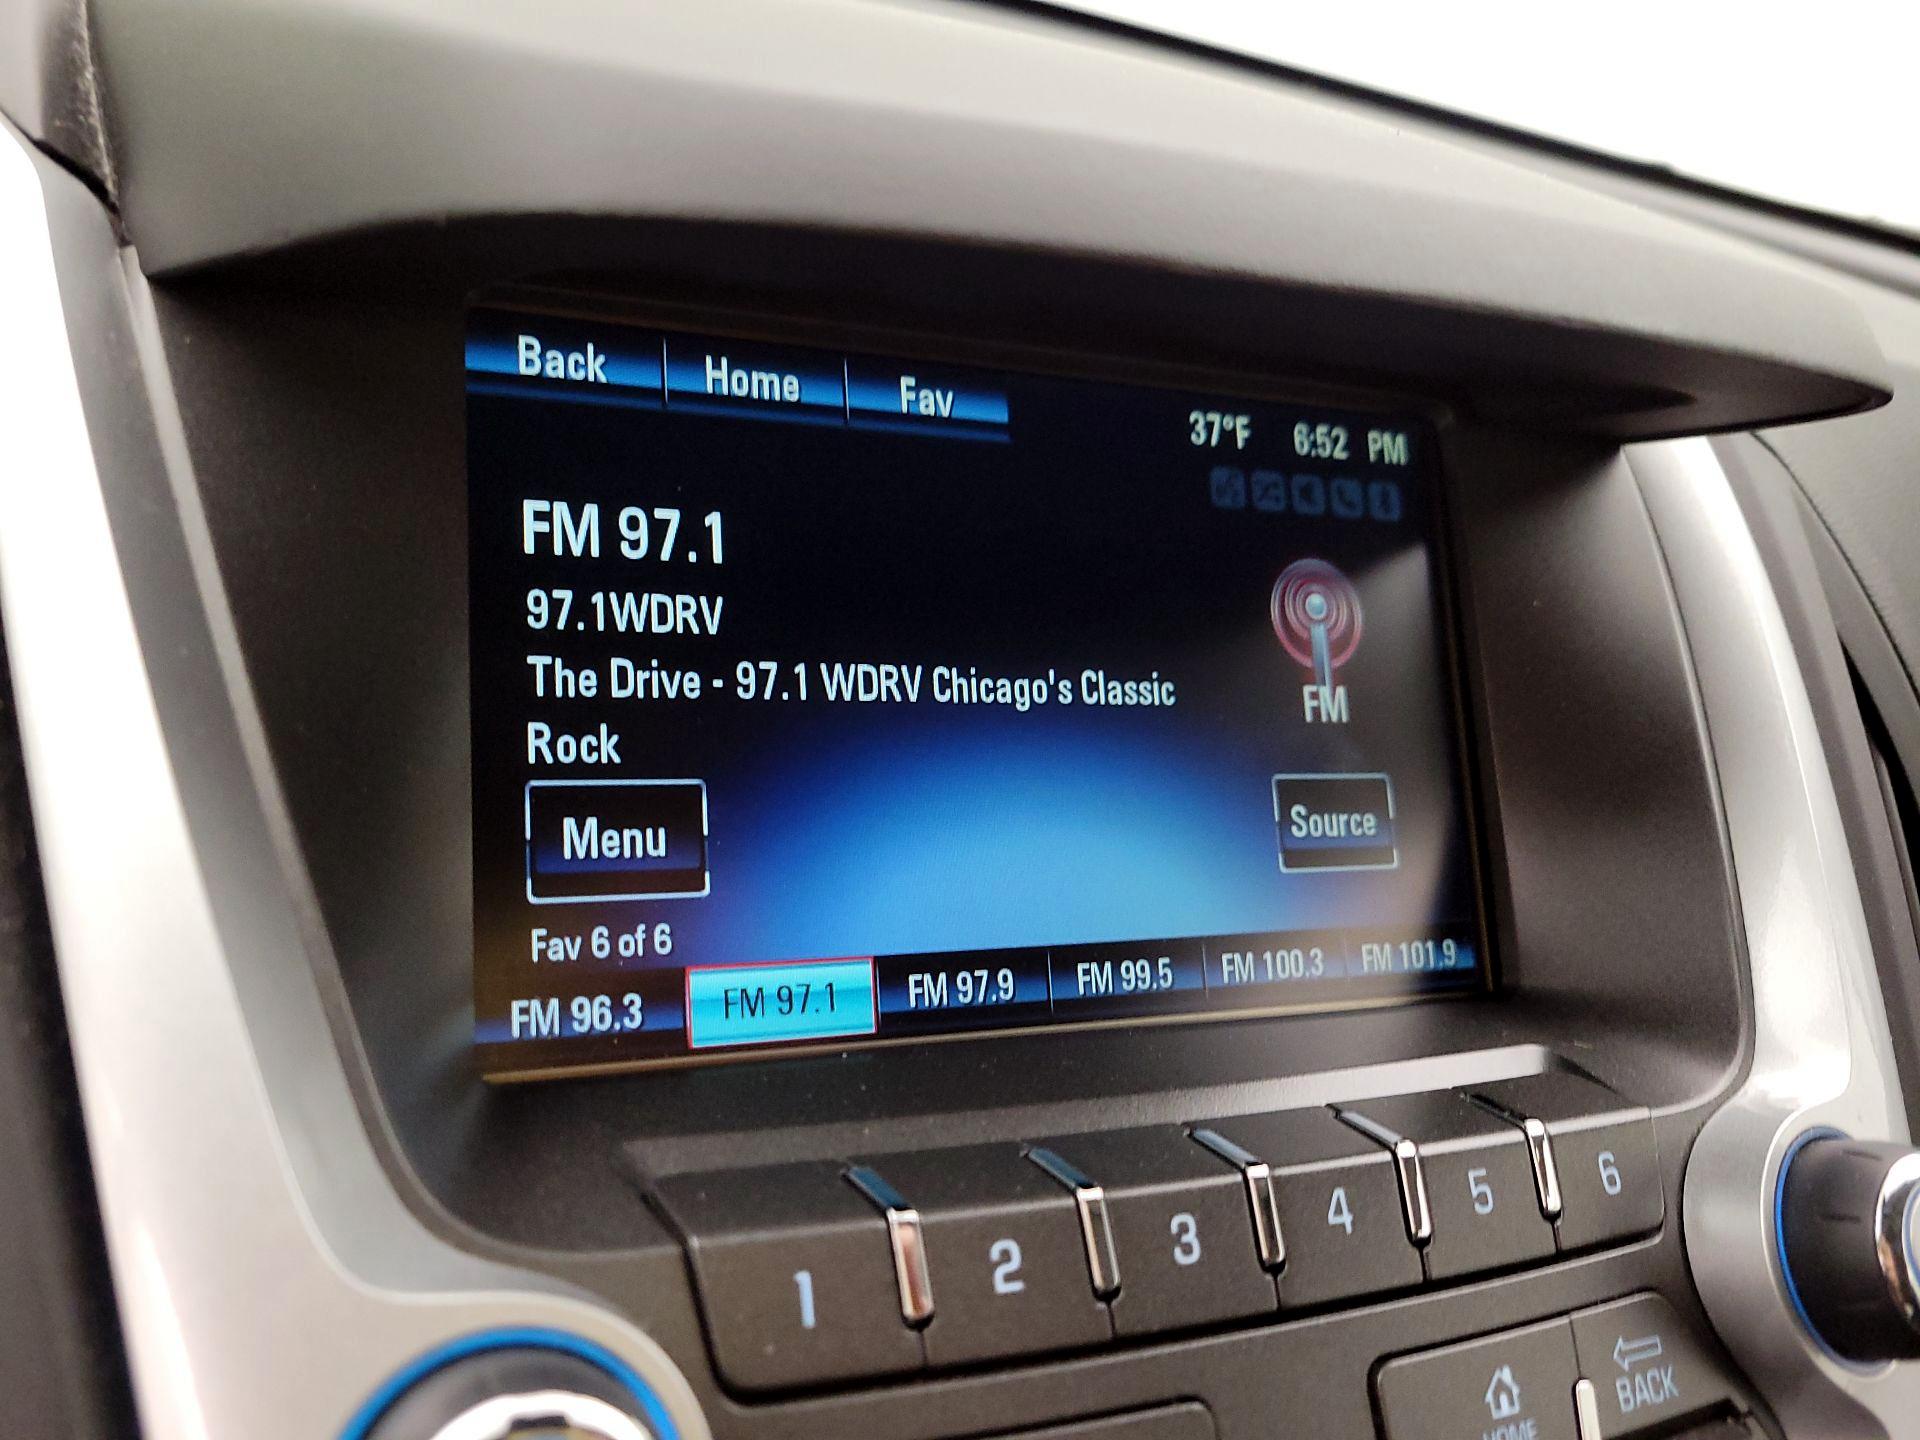 Back Home Fav
37°F 6:52 PM
FM 97.1
97.1WDRV
The Drive - 97.1 WDRV Chicago's Classic
Rock
FM
Menu
Source
Fav 6 of 6
FM 96.3 FM 97.1 FM 97.9 FM 99.5 FM 100.3 FM 101.9
1 2 3 4 5 6
HOME
BACK